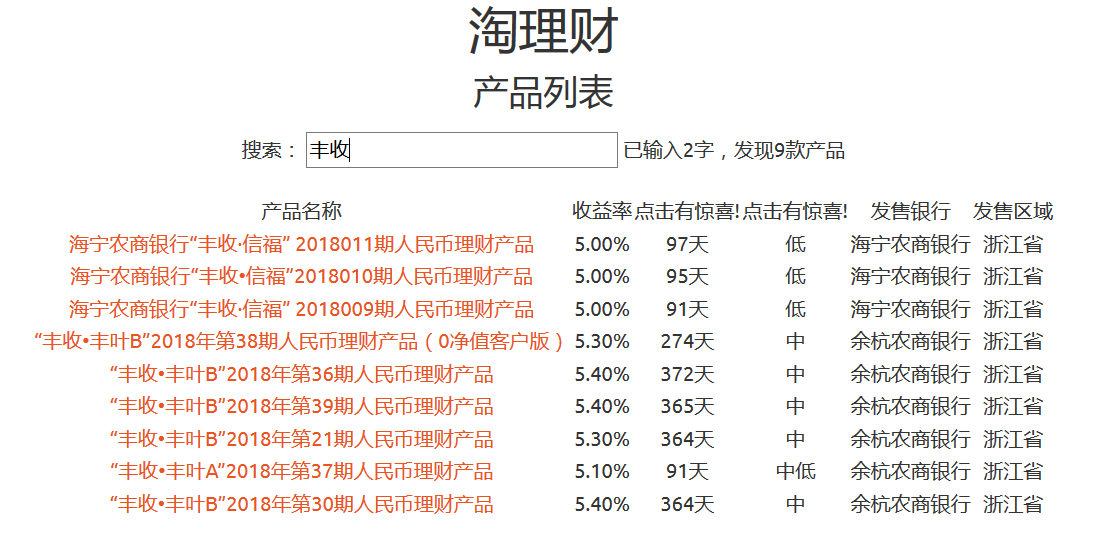 淘理财
产品列表
搜索： 丰收 已输入2字，发现9款产品
产品名称 收益率 点击有惊喜! 点击有惊喜! 发售银行 发售区域
海宁农商银行“丰收·信福” 2018011期人民币理财产品 5.00% 97天 低 海宁农商银行 浙江省
海宁农商银行“丰收•信福”2018010期人民币理财产品 5.00% 95天 低 海宁农商银行 浙江省
海宁农商银行“丰收·信福” 2018009期人民币理财产品 5.00% 91天 低 海宁农商银行 浙江省
“丰收•丰叶B”2018年第38期人民币理财产品（0净值客户版） 5.30% 274天 中 余杭农商银行 浙江省
“丰收•丰叶B”2018年第36期人民币理财产品 5.40% 372天 中 余杭农商银行 浙江省
“丰收•丰叶B”2018年第39期人民币理财产品 5.40% 365天 中 余杭农商银行 浙江省
“丰收•丰叶B”2018年第21期人民币理财产品 5.30% 364天 中 余杭农商银行 浙江省
“丰收•丰叶A”2018年第37期人民币理财产品 5.10% 91天 中低 余杭农商银行 浙江省
“丰收•丰叶B”2018年第30期人民币理财产品 5.40% 364天 中 余杭农商银行 浙江省